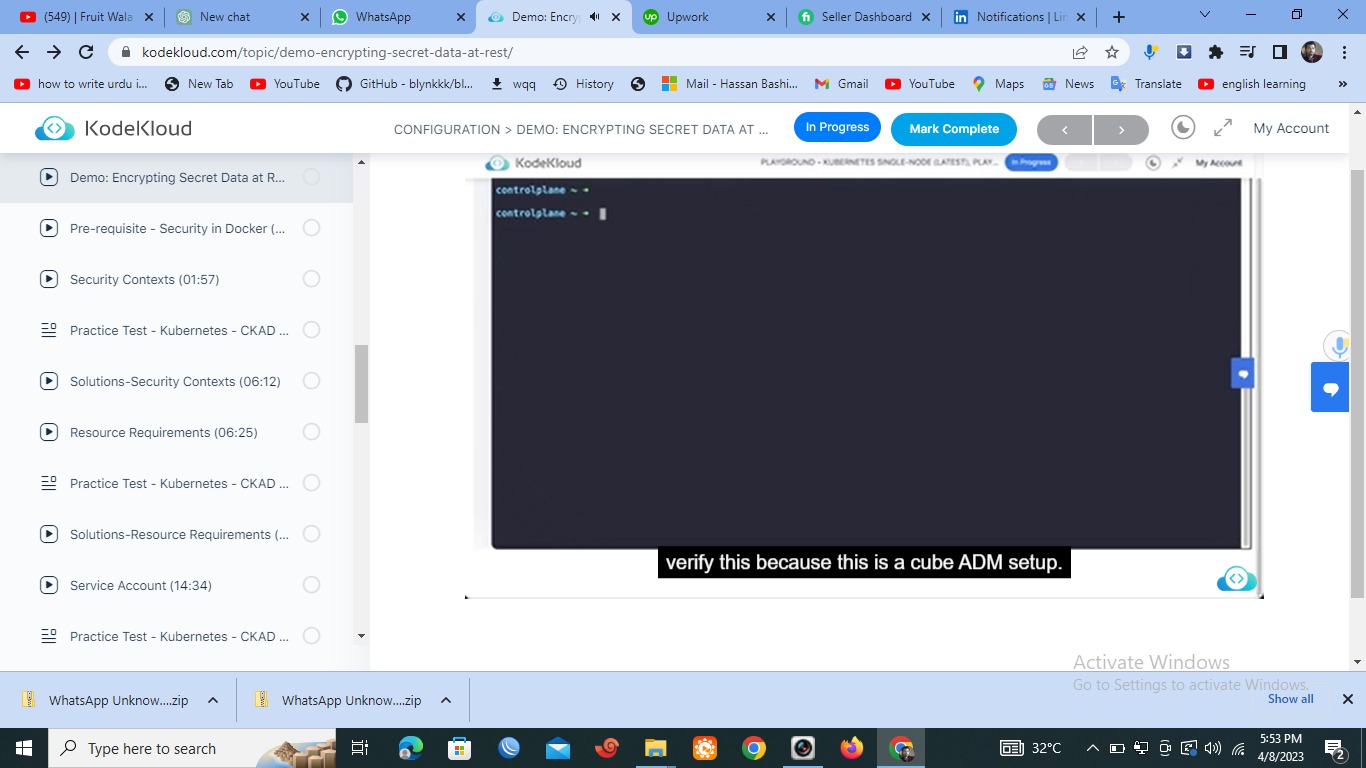 (549) | Fruit Wala
New chat
WhatsApp
Demo: Encry
up Upwork
fi Seller Dashboard
in Notifications | Lin
kodekloud.com/topic/demo-encrypting-secret-data-at-rest/
how to write urdu i...
New Tab
YouTube
GitHub - blynkkk/bl...
wqq
History
Mail - Hassan Bashi...
Gmail
YouTube
Maps
News
Translate
english learning
»
KodeKloud
CONFIGURATION > DEMO: ENCRYPTING SECRET DATA AT ...
In Progress
Mark Complete
< >
My Account
Demo: Encrypting Secret Data at R...
Pre-requisite - Security in Docker (...
Security Contexts (01:57)
Practice Test - Kubernetes - CKAD ...
Solutions-Security Contexts (06:12)
Resource Requirements (06:25)
Practice Test - Kubernetes - CKAD ...
Solutions-Resource Requirements (...
Service Account (14:34)
Practice Test - Kubernetes - CKAD ...
KodeKloud
PLAYGROUND - KUBERNETES SINGLE-NODE (LATEST), PLAY...
In Progress
My Account
controlplane ~ ➜
controlplane ~ ➜
verify this because this is a cube ADM setup.
Activate Windows
Go to Settings to activate Windows.
WhatsApp Unknow....zip
WhatsApp Unknow....zip
Show all
Type here to search
32°C
5:53 PM
4/8/2023
2